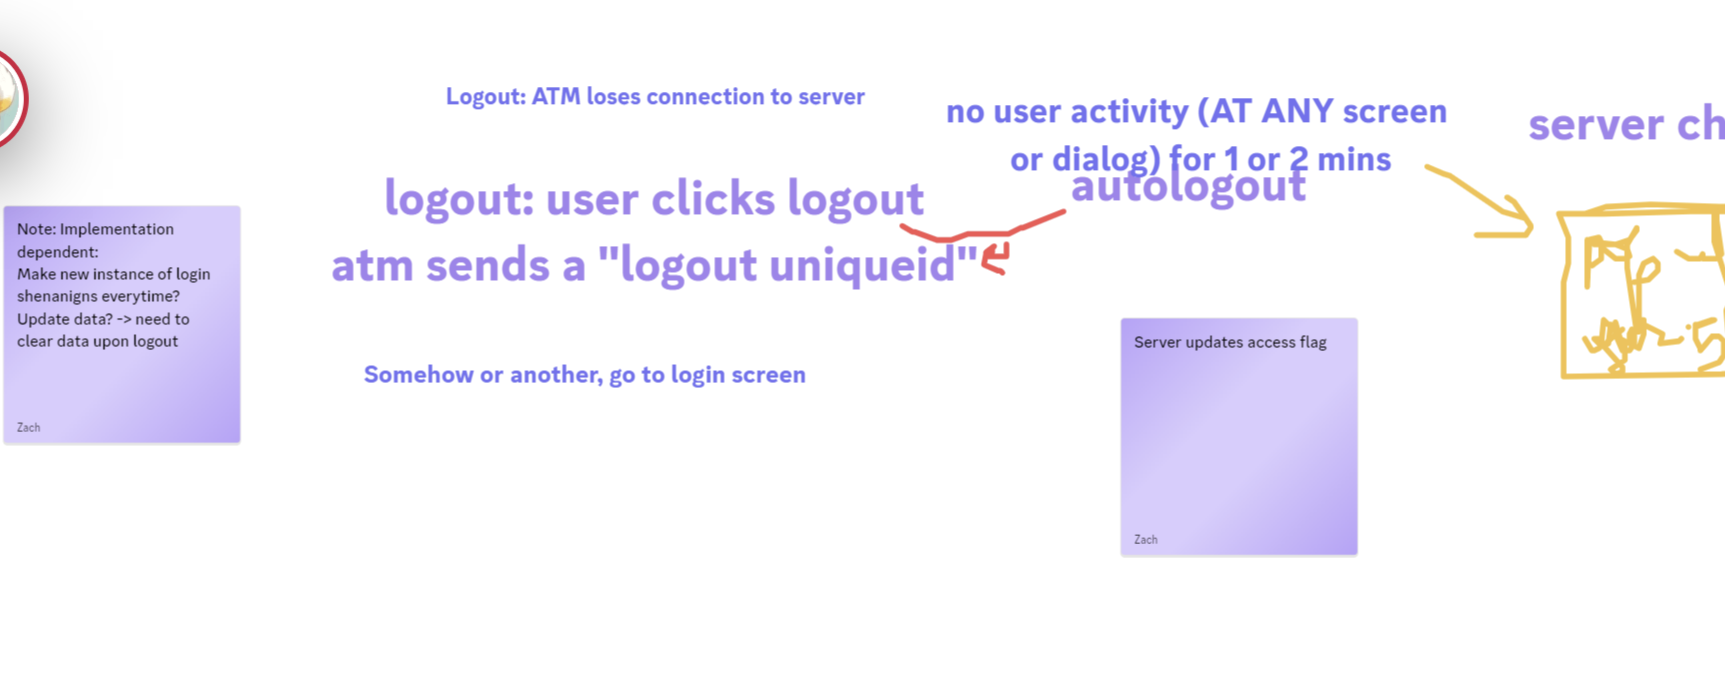 Logout: ATM loses connection to server
no user activity (AT ANY screen
or dialog) for 1 or 2 mins
autologout
server ch
logout: user clicks logout
atm sends a "logout uniqueid"
Note: Implementation
dependent:
Make new instance of login
shenanigns everytime?
Update data? -> need to
clear data upon logout
Zach
Somehow or another, go to login screen
Server updates access flag
Zach